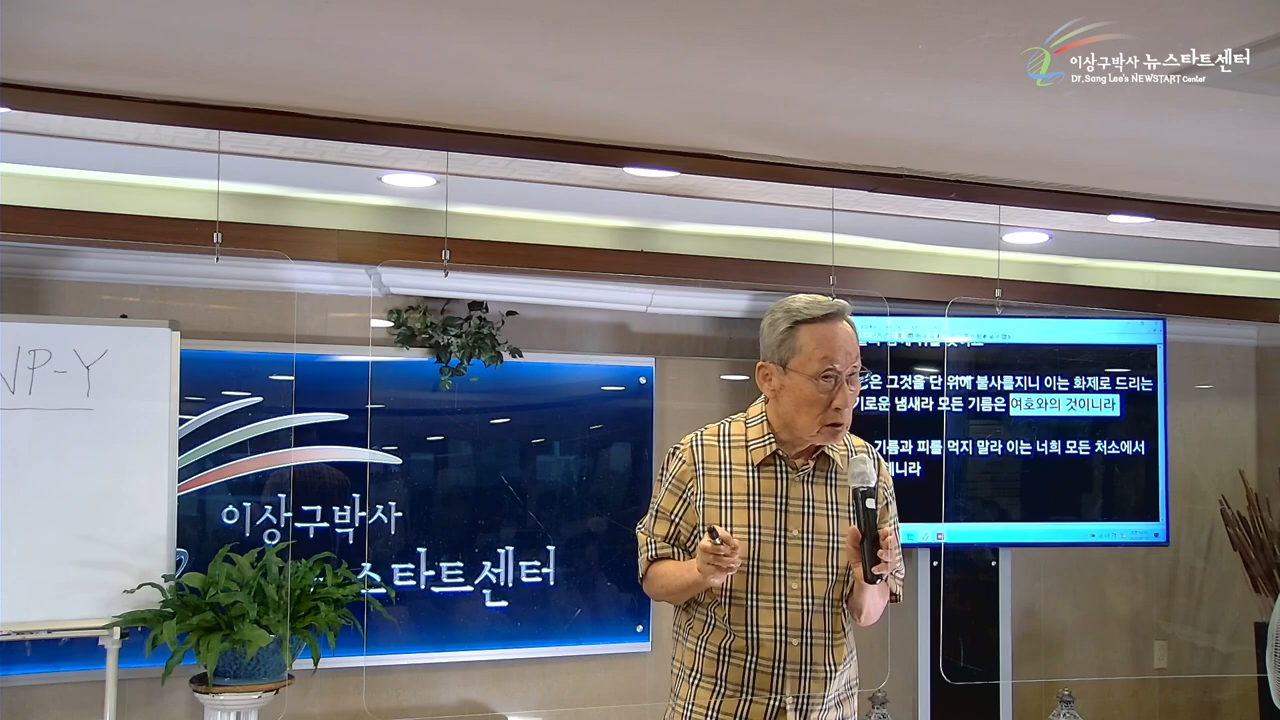 이상구박사 뉴스타트센터
Dr. Sang Lee's NEWSTART Center
NP-Y
은 그것을 단 위에 불사를지니 이는 화제로 드리는
기로운 냄새라 모든 기름은 여호와의 것이니라
기름과 피를 먹지 말라 이는 너희 모든 처소에서
이상구박사
스타트센터